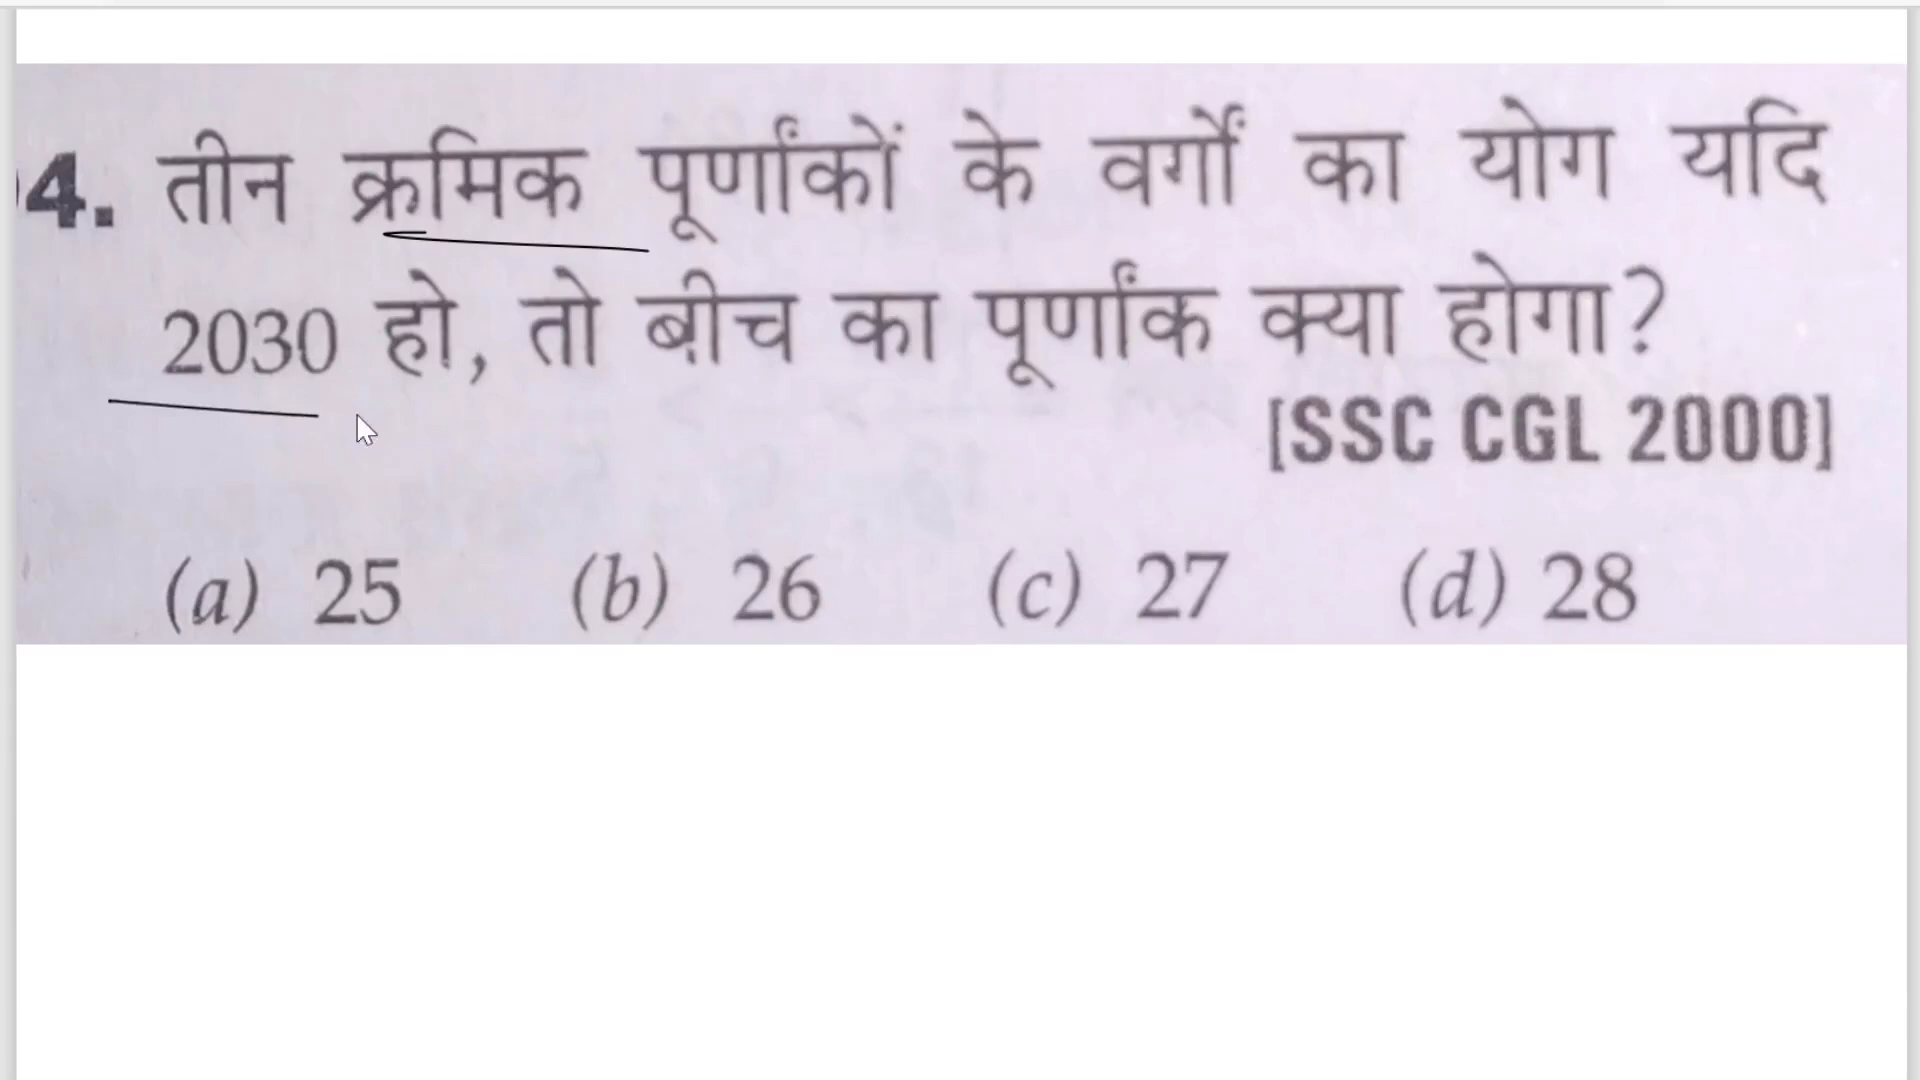 4. तीन क्रमिक पूर्णांकों के वर्गों का योग यदि
2030 हो, तो बीच का पूर्णांक क्या होगा?
[SSC CGL 2000]
(a) 25 (b) 26 (c) 27 (d) 28